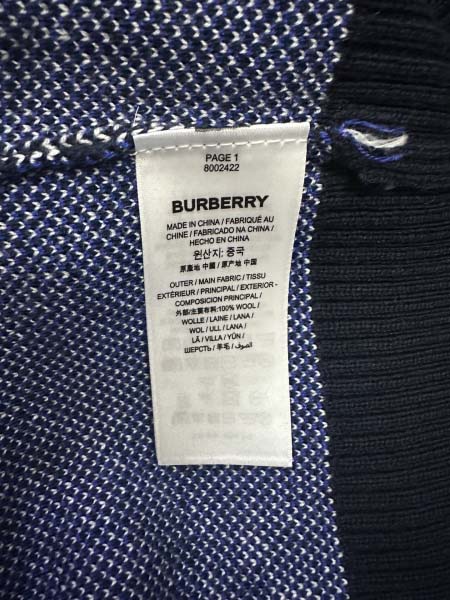 PAGE 1
8002422
BURBERRY
MADE IN CHINA / FABRIQUÉ AU
CHINE / FABRICADO NA CHINA /
HECHO EN CHINA
원산지: 중국
原産地 中國 / 原产地 中国
OUTER / MAIN FABRIC / TISSU
EXTÉRIEUR / PRINCIPAL / EXTERIOR -
COMPOSICION PRINCIPAL /
外部/主要布料:100% WOOL /
WOLLE / LAINE / LANA /
WOL / ULL / LANA /
LÃ / VILLA / YÜN /
ШЕРСТЬ / 羊毛 / الصوف